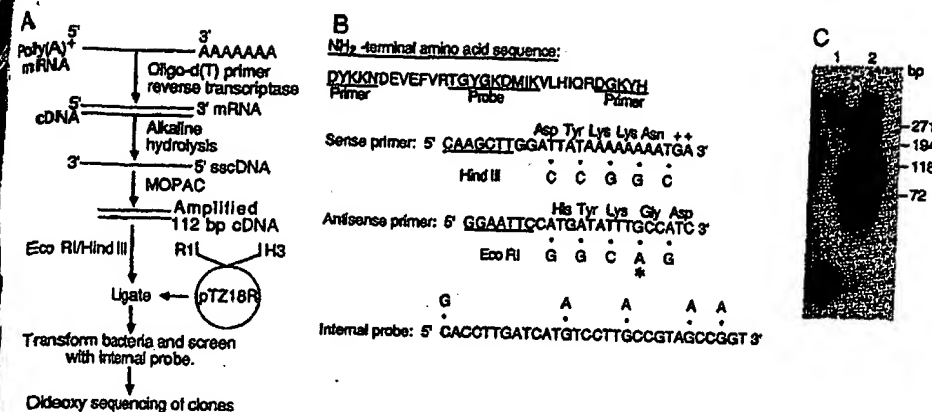 A
5'
3'
Poly(A)+
AAAAAAA
mRNA
Oligo-d(T) primer
reverse transcriptase
5'
3' mRNA
cDNA
Alkaline
hydrolysis
3'
5' sscDNA
MOPAC
Amplified
112 bp cDNA
Eco RI/Hind III
R1
H3
Ligate
pTZ18R
Transform bacteria and screen
with internal probe.
Dideoxy sequencing of clones
B
NH2 -terminal amino acid sequence:
DYKKNDEVEFVRTGYGKDMIKVLHIQRDGKYH
Primer Probe Primer
Asp Tyr Lys Lys Asn ++
Sense primer: 5' CAAGCTTGGATTATAAAAAAAATGA 3'
Hind III C C G G C
His Tyr Lys Gly Asp
Antisense primer: 5' GGAATTCCATGATATTTGCCATC 3'
Eco RI G G C A G
*
G A A A A
Internal probe: 5' CACCTTGATCATGTCCTTGCCGTAGCCGGT 3'
C
1 2
bp
271
194
118
72